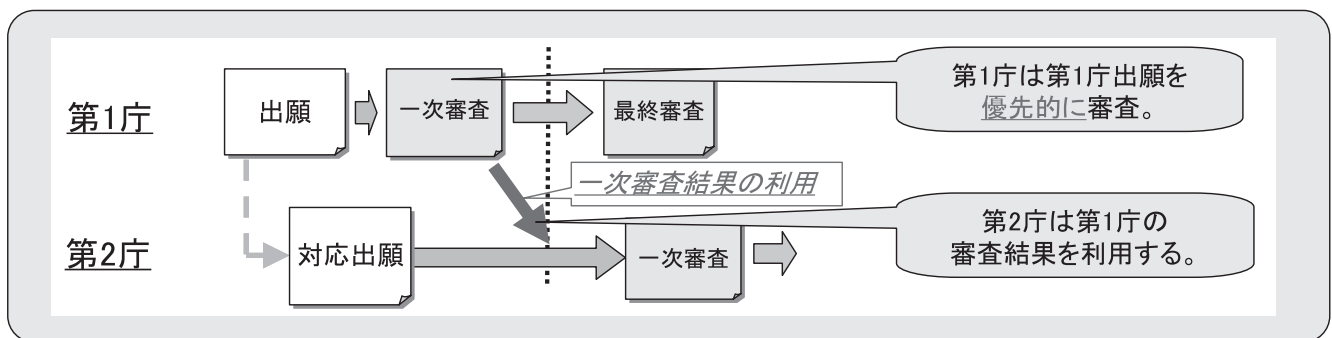 第1庁
出願
一次審査
最終審査
第1庁は第1庁出願を
優先的に審査。
一次審査結果の利用
第2庁
対応出願
一次審査
第2庁は第1庁の
審査結果を利用する。